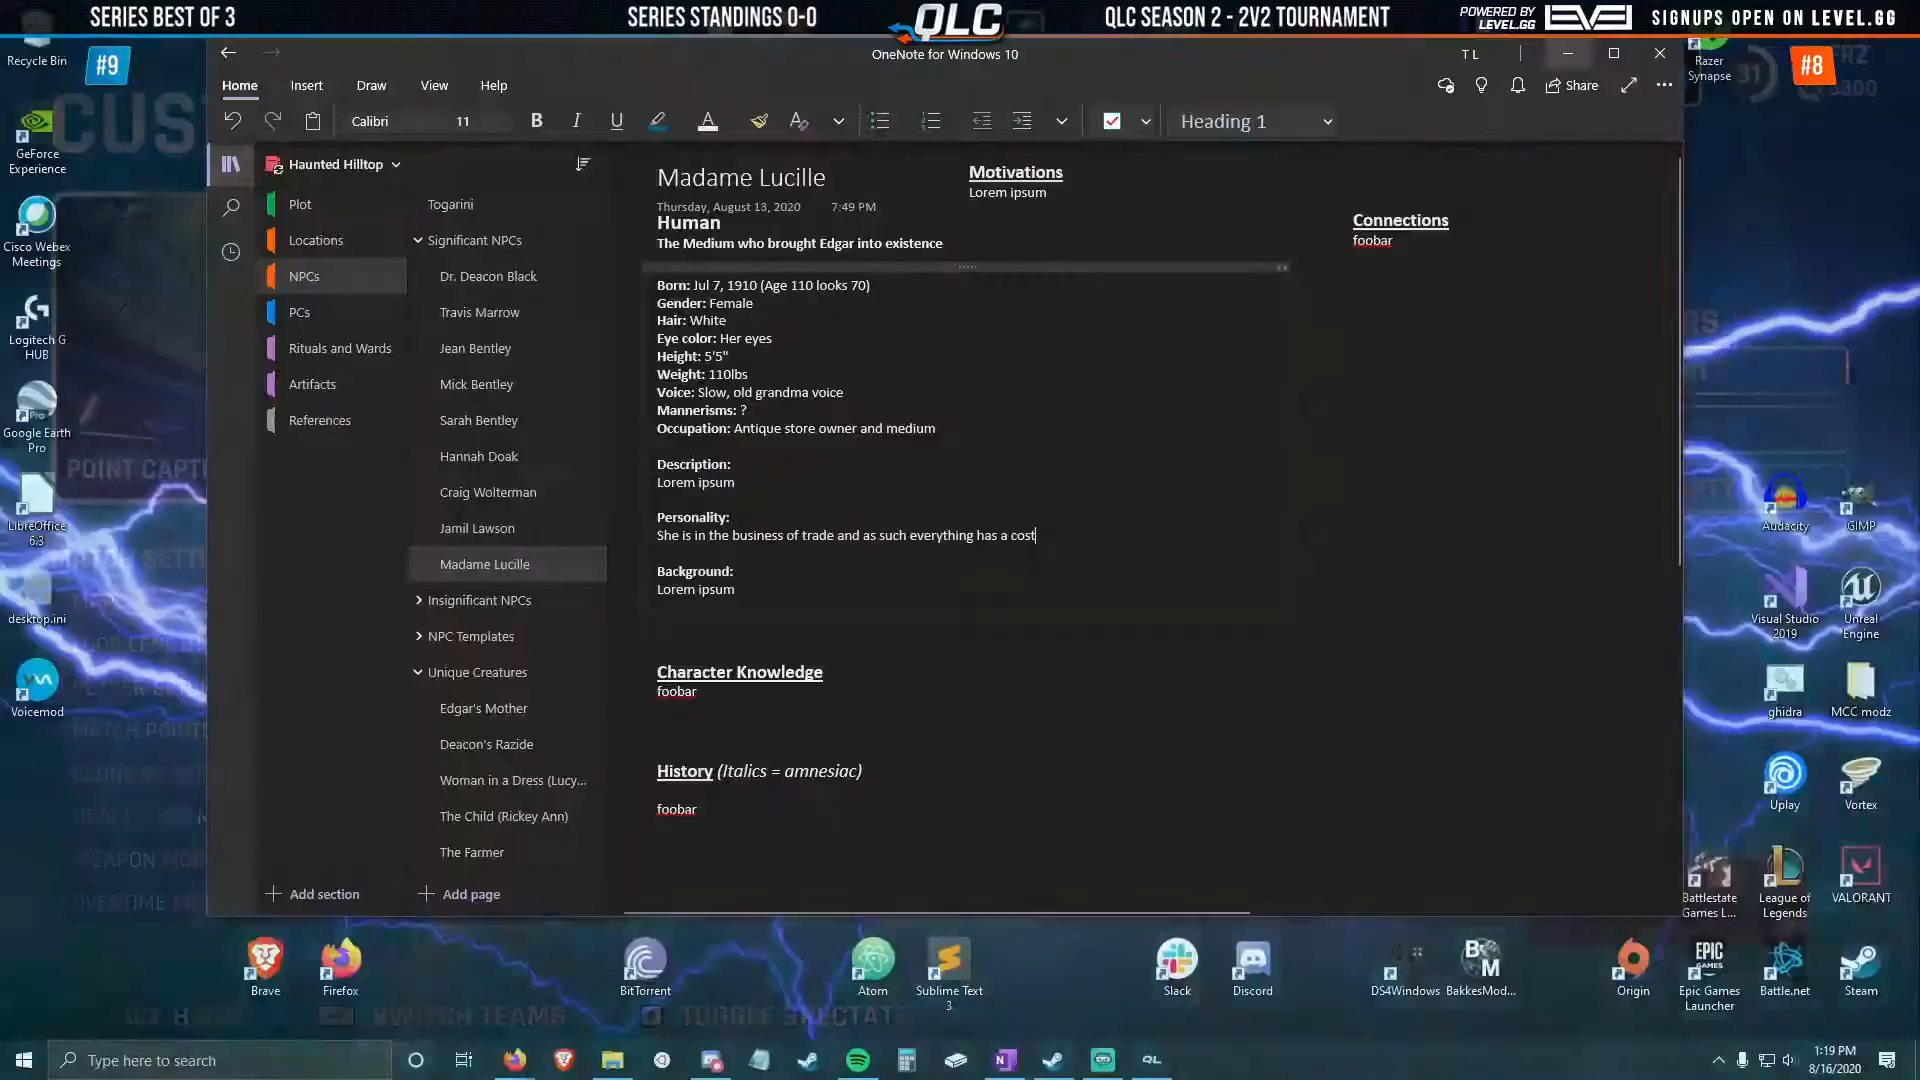 SERIES BEST OF 3
SERIES STANDINGS 0-0
QLC
QLC SEASON 2 - 2V2 TOURNAMENT
POWERED BY
LEVEL.GG
SIGNUPS OPEN ON LEVEL.GG
#9
#8
OneNote for Windows 10
T L
Home
Insert
Draw
View
Help
Share
Calibri
11
B
I
U
A
Heading 1
Haunted Hilltop
Plot
Locations
NPCs
PCs
Rituals and Wards
Artifacts
References
Add section
Togarini
Significant NPCs
Dr. Deacon Black
Travis Marrow
Jean Bentley
Mick Bentley
Sarah Bentley
Hannah Doak
Craig Wolterman
Jamil Lawson
Madame Lucille
Insignificant NPCs
NPC Templates
Unique Creatures
Edgar's Mother
Deacon's Razide
Woman in a Dress (Lucy...
The Child (Rickey Ann)
The Farmer
Add page
Madame Lucille
Thursday, August 13, 2020
7:49 PM
Human
The Medium who brought Edgar into existence
Born: Jul 7, 1910 (Age 110 looks 70)
Gender: Female
Hair: White
Eye color: Her eyes
Height: 5'5"
Weight: 110lbs
Voice: Slow, old grandma voice
Mannerisms: ?
Occupation: Antique store owner and medium
Description:
Lorem ipsum
Personality:
She is in the business of trade and as such everything has a cost
Background:
Lorem ipsum
Character Knowledge
foobar
History (Italics = amnesiac)
foobar
Motivations
Lorem ipsum
Connections
foobar
Recycle Bin
GeForce
Experience
Cisco Webex
Meetings
Logitech G
HUB
Google Earth
Pro
LibreOffice
6.3
desktop.ini
Voicemod
Razer
Synapse
Audacity
GIMP
Visual Studio
2019
Unreal
Engine
ghidra
MCC modz
Uplay
Vortex
Battlestate
Games L...
League of
Legends
VALORANT
Brave
Firefox
BitTorrent
Atom
Sublime Text
3
Slack
Discord
DS4Windows
BakkesMod...
Origin
Epic Games
Launcher
Battle.net
Steam
CUST
POINT CAPTU
SWITCH TEAMS
TOGGLE SPECTATE
Type here to search
QL
1:19 PM
8/16/2020